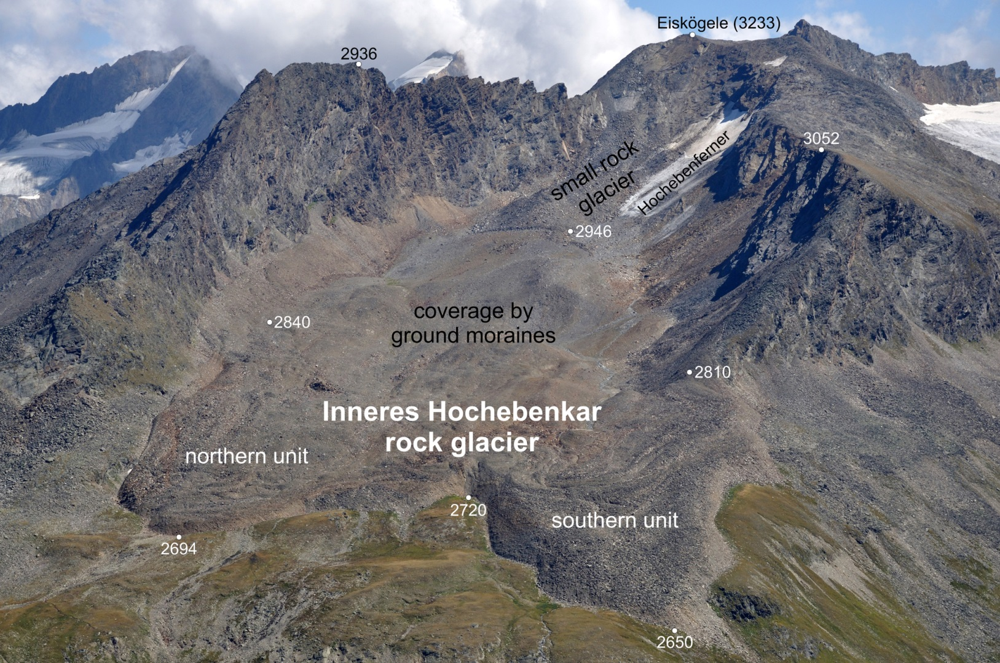 Eiskögele (3233)
2936
3052
small rock
glacier
Hochebenferner
2946
coverage by
ground moraines
2840
2810
Inneres Hochebenkar
rock glacier
northern unit
2720
southern unit
2694
2650